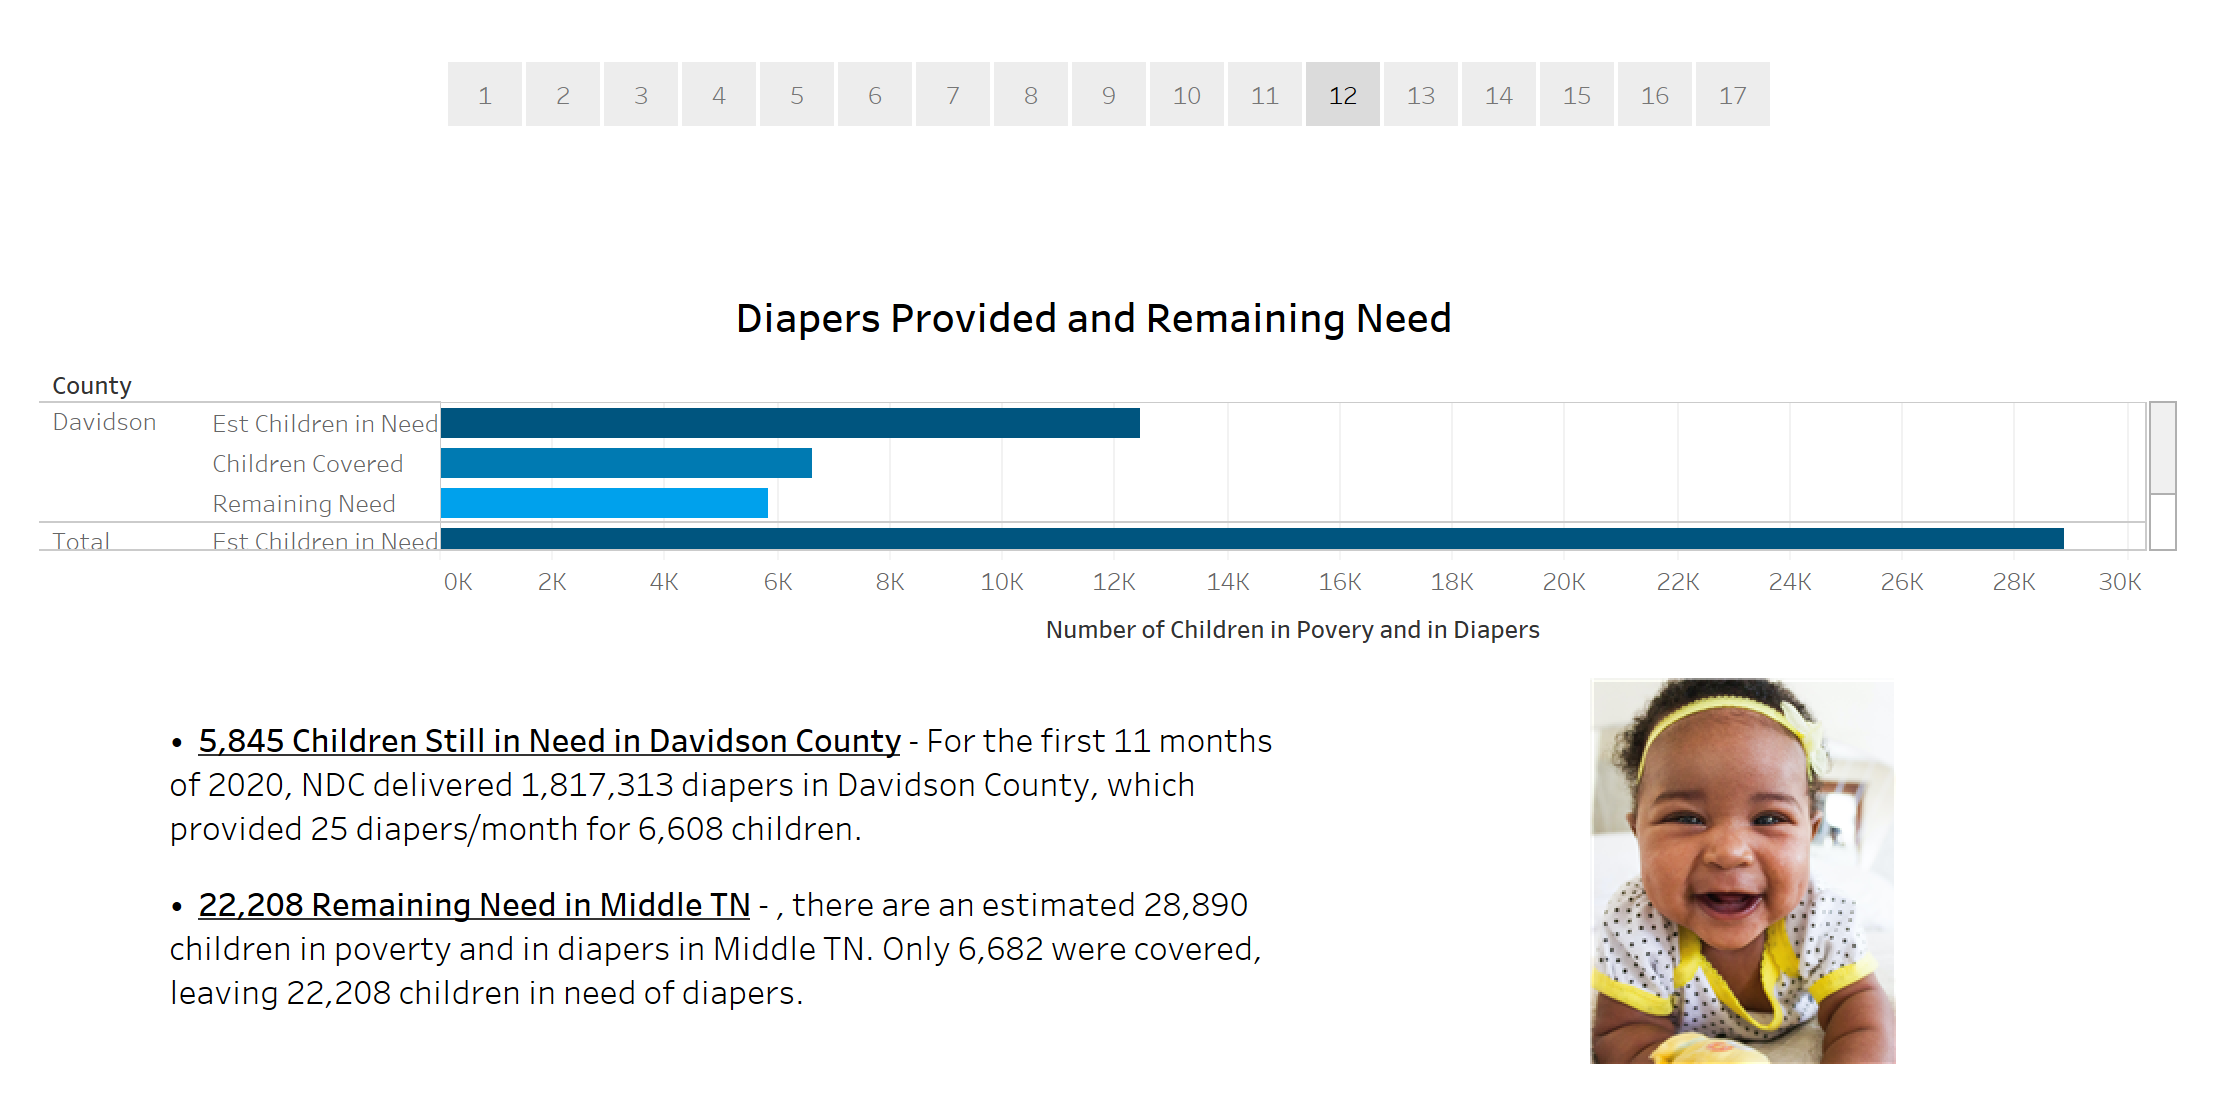 1 2 3 4 5 6 7 8 9 10 11 12 13 14 15 16 17
Diapers Provided and Remaining Need
County
Davidson Est Children in Need
Children Covered
Remaining Need
Total Est Children in Need
0K 2K 4K 6K 8K 10K 12K 14K 16K 18K 20K 22K 24K 26K 28K 30K
Number of Children in Povery and in Diapers
• 5,845 Children Still in Need in Davidson County - For the first 11 months
of 2020, NDC delivered 1,817,313 diapers in Davidson County, which
provided 25 diapers/month for 6,608 children.
• 22,208 Remaining Need in Middle TN - , there are an estimated 28,890
children in poverty and in diapers in Middle TN. Only 6,682 were covered,
leaving 22,208 children in need of diapers.